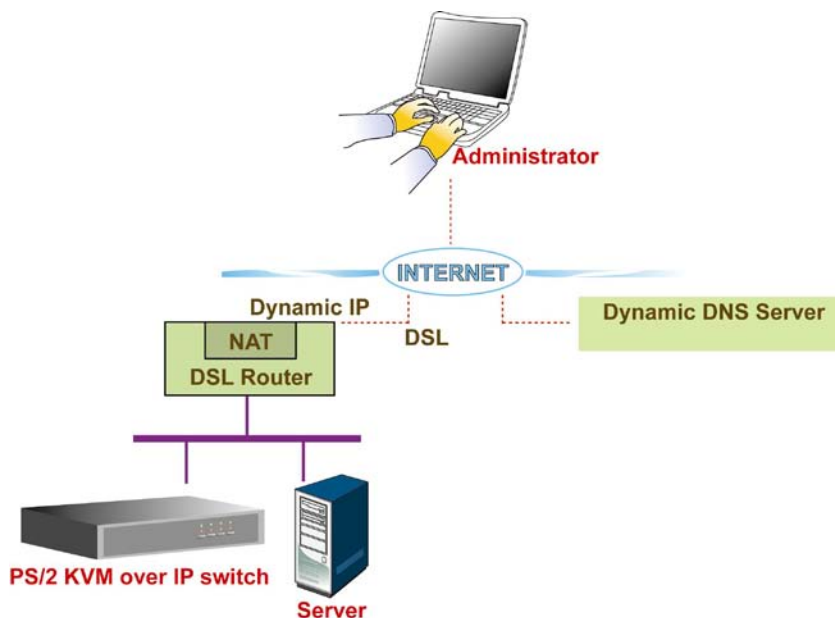 Administrator
INTERNET
Dynamic IP
DSL
Dynamic DNS Server
NAT
DSL Router
PS/2 KVM over IP switch
Server